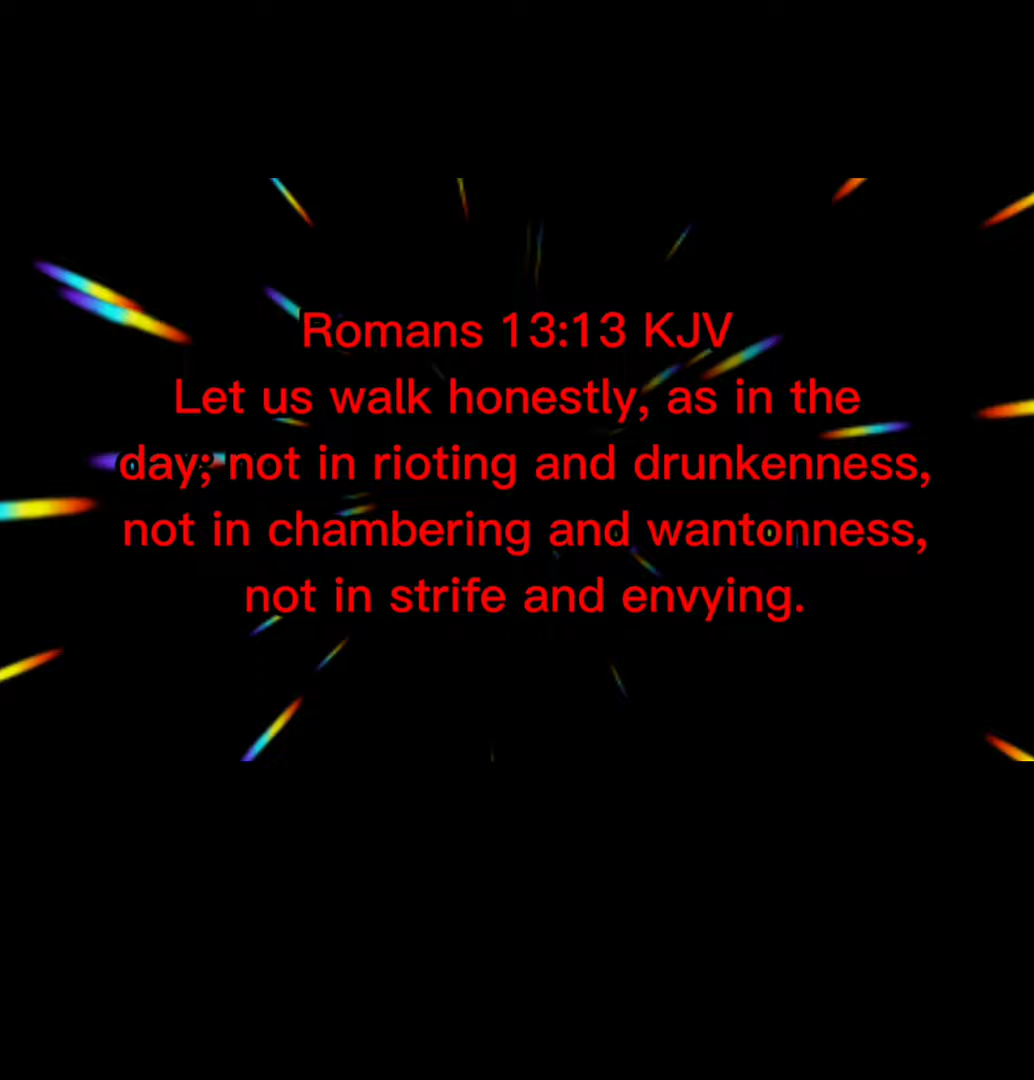 Romans 13:13 KJV
Let us walk honestly, as in the
day; not in rioting and drunkenness,
not in chambering and wantonness,
not in strife and envying.